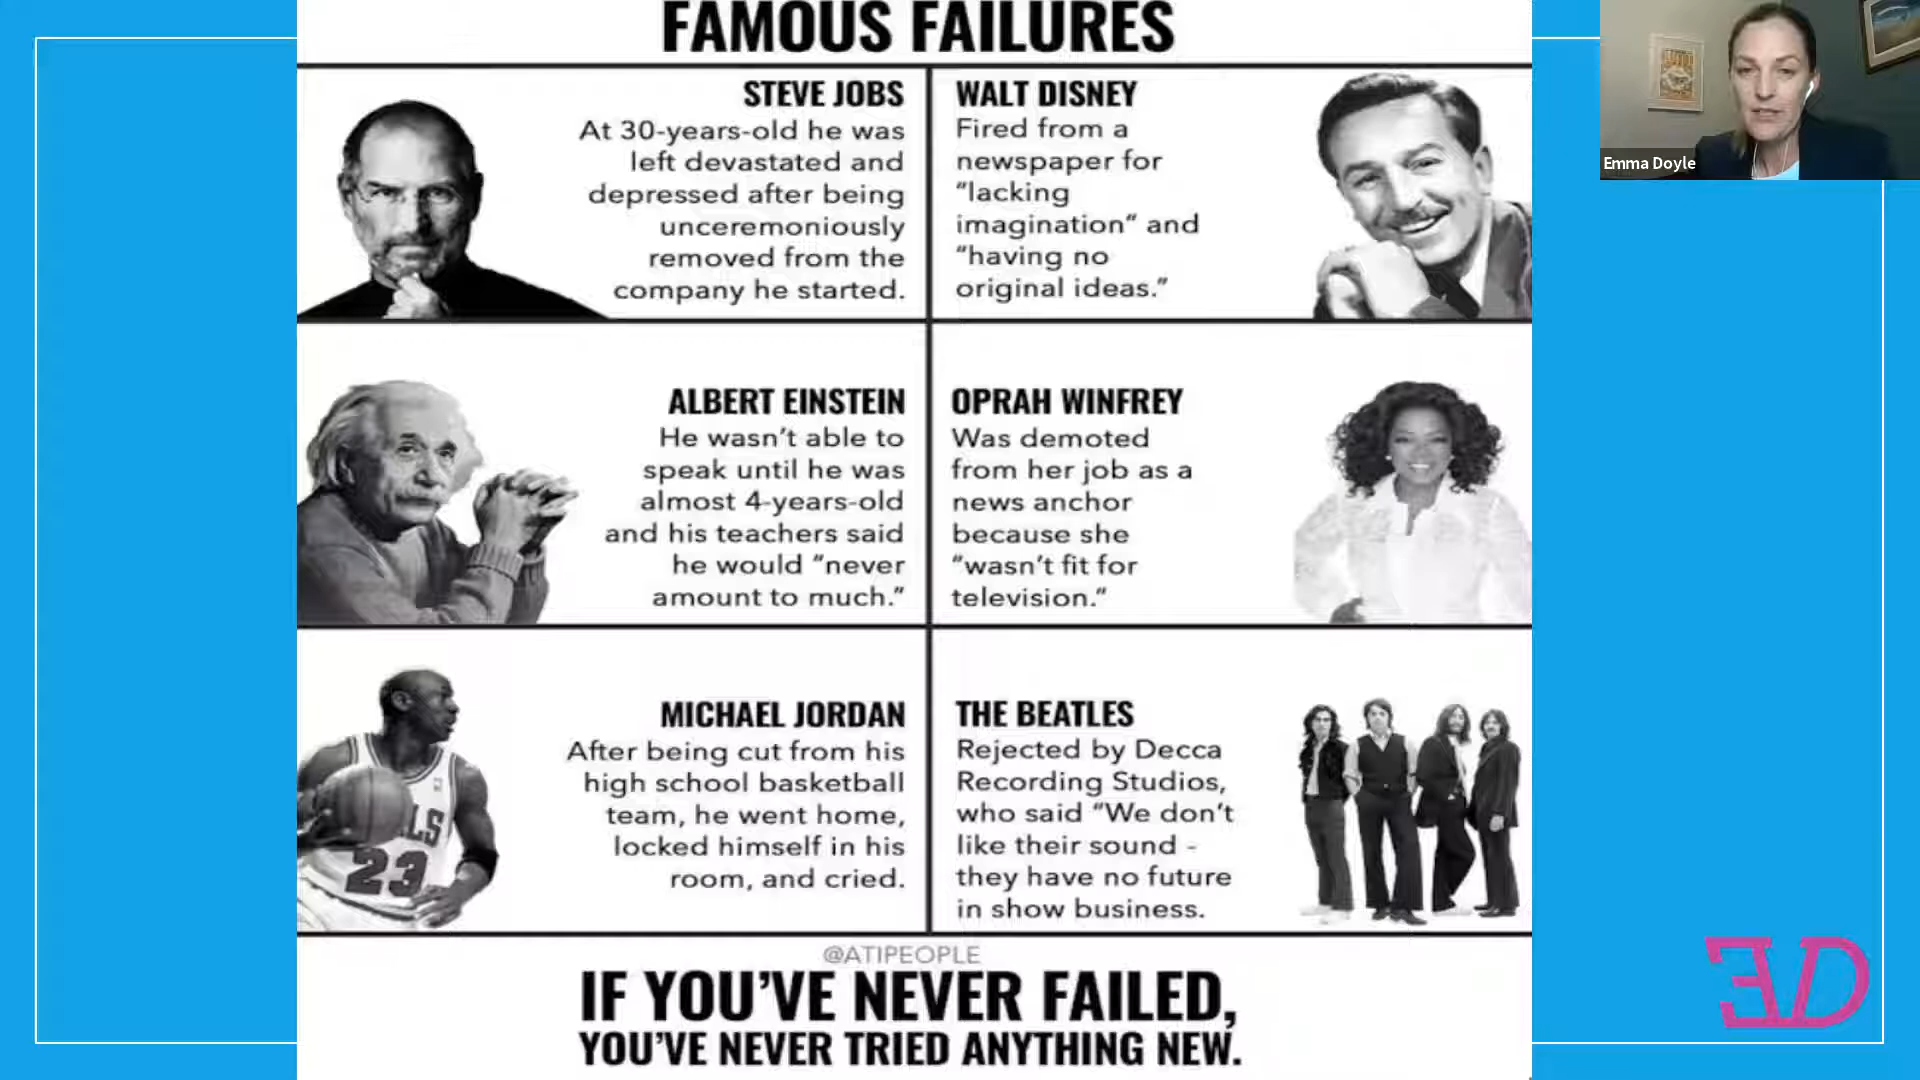 FAMOUS FAILURES
STEVE JOBS
At 30-years-old he was
left devastated and
depressed after being
unceremoniously
removed from the
company he started.
WALT DISNEY
Fired from a
newspaper for
"lacking
imagination" and
"having no
original ideas."
Emma Doyle
ALBERT EINSTEIN
He wasn't able to
speak until he was
almost 4-years-old
and his teachers said
he would "never
amount to much."
OPRAH WINFREY
Was demoted
from her job as a
news anchor
because she
"wasn't fit for
television."
MICHAEL JORDAN
After being cut from his
high school basketball
team, he went home,
locked himself in his
room, and cried.
LS
23
THE BEATLES
Rejected by Decca
Recording Studios,
who said "We don't
like their sound -
they have no future
in show business.
@ATIPEOPLE
IF YOU'VE NEVER FAILED,
YOU'VE NEVER TRIED ANYTHING NEW.